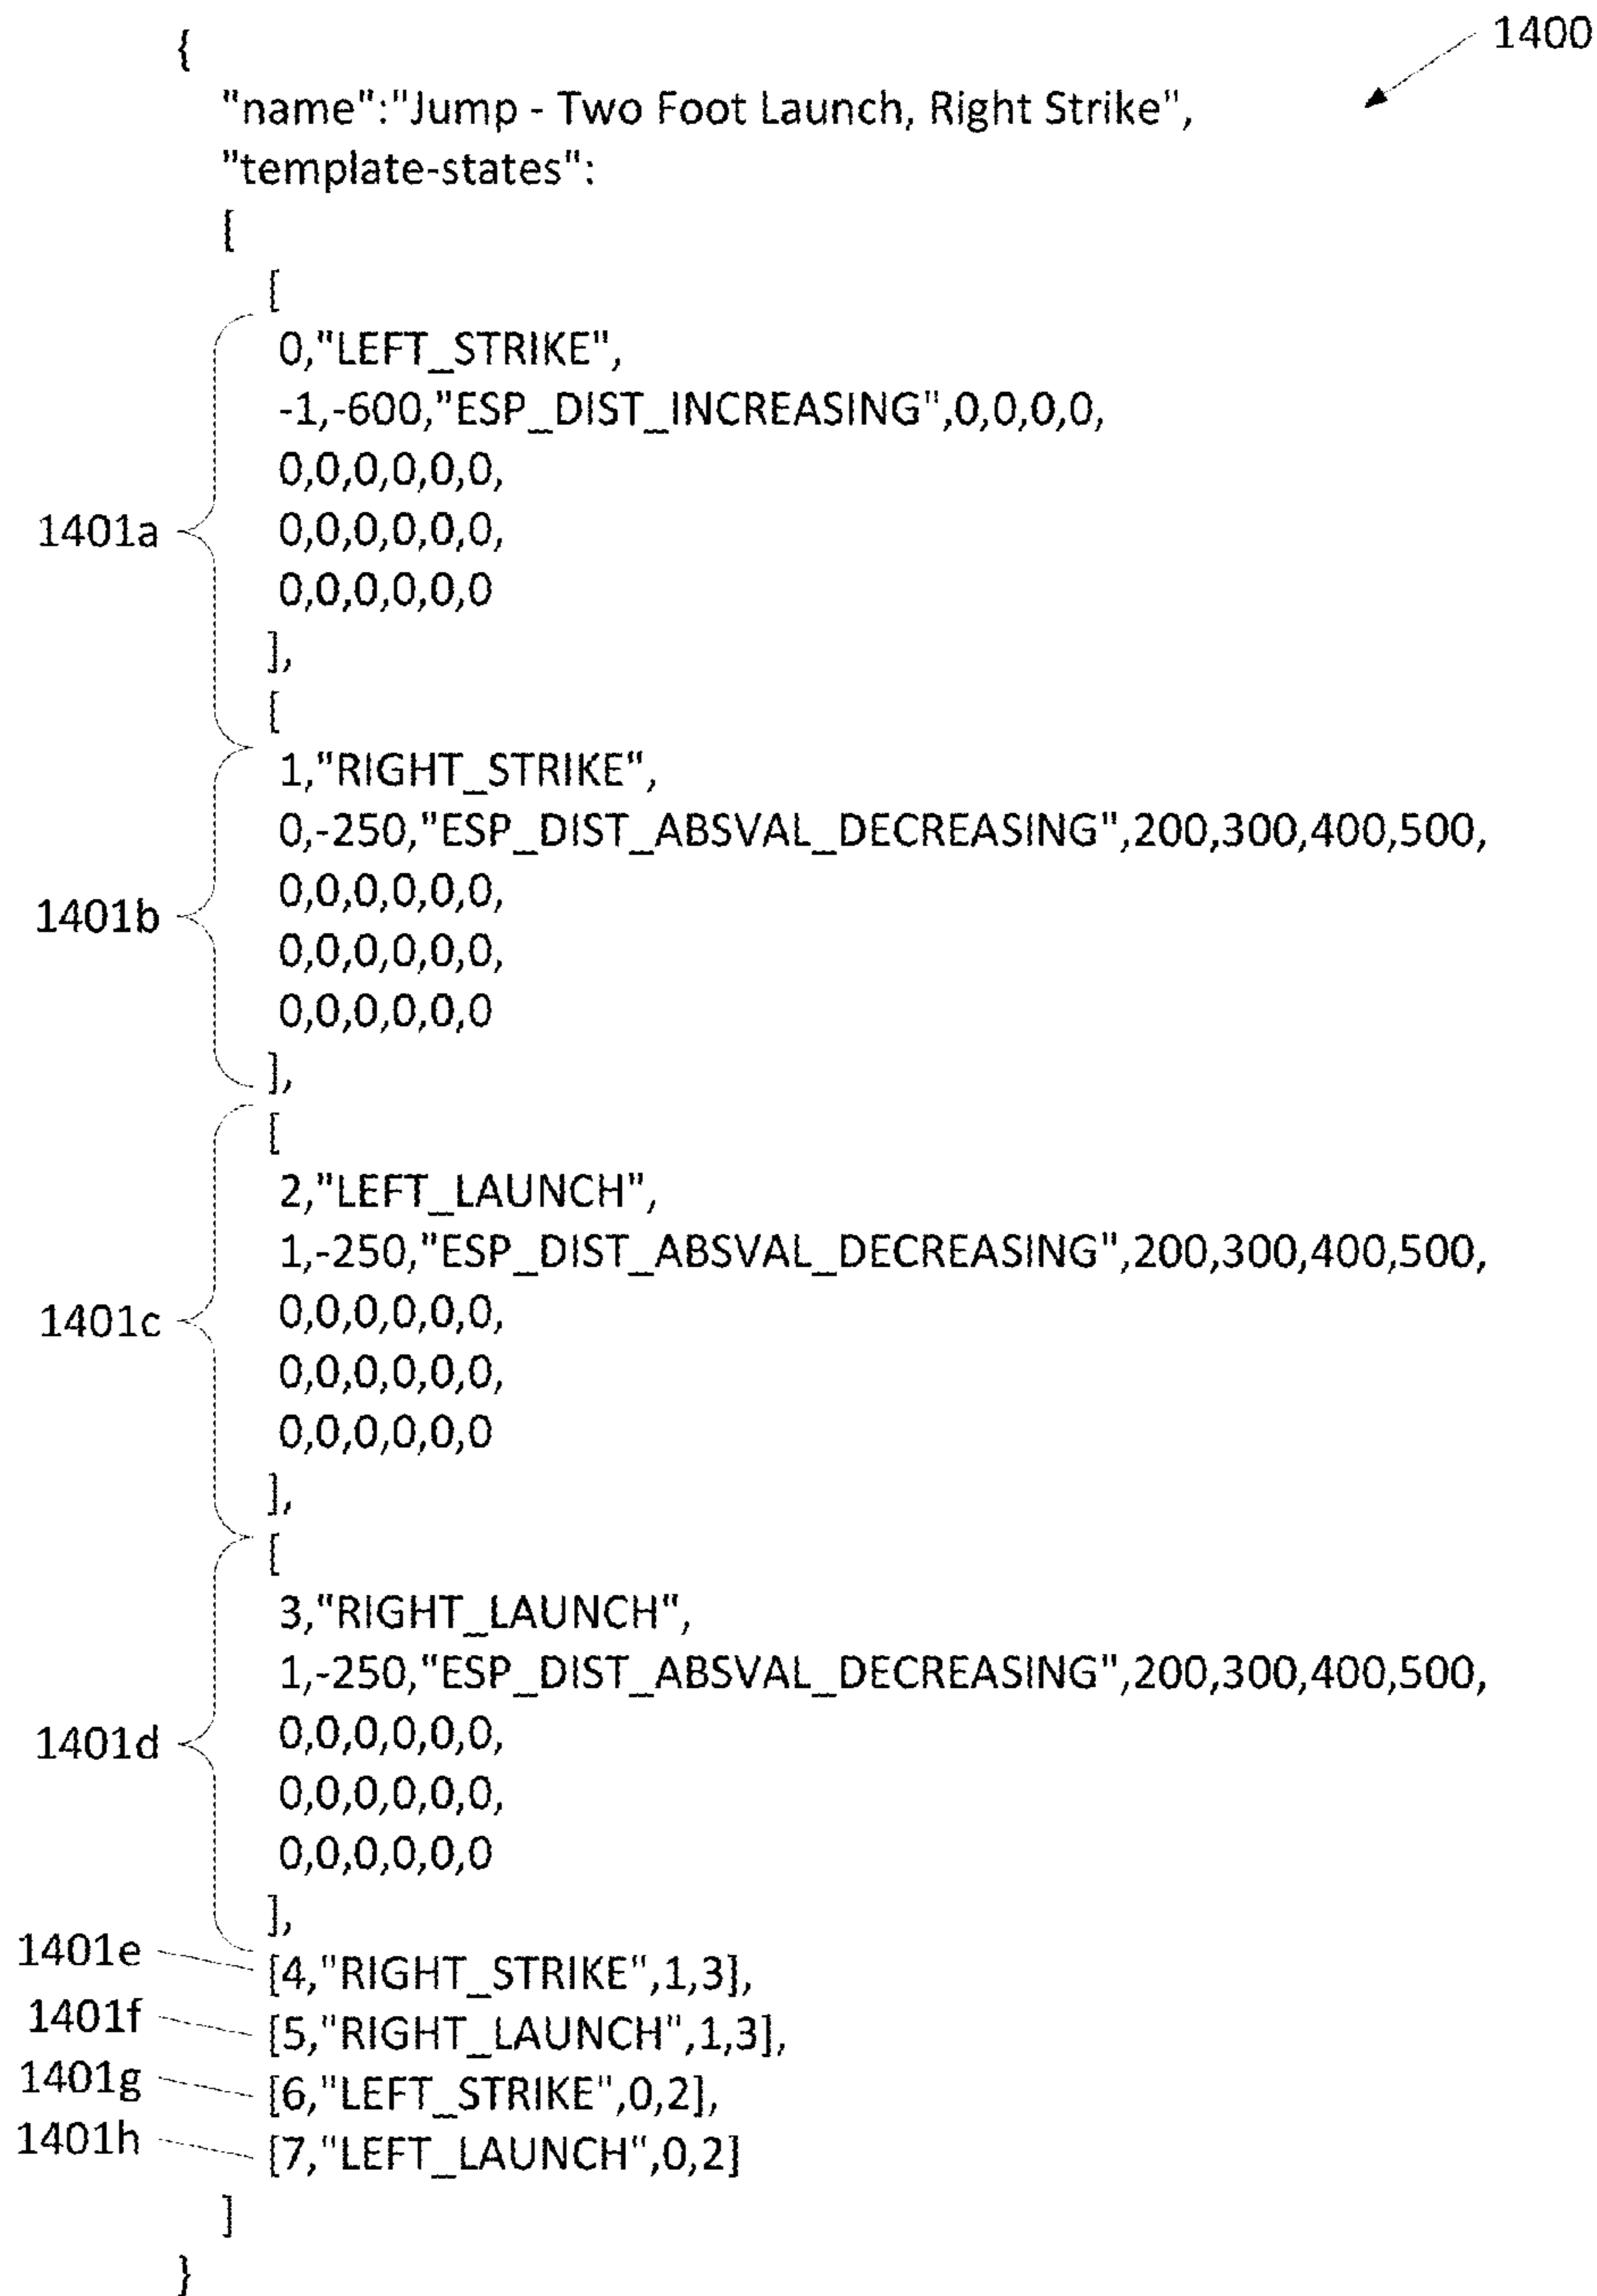 1400
{
"name":"Jump - Two Foot Launch, Right Strike",
"template-states":
[
[
0,"LEFT_STRIKE",
-1,-600,"ESP_DIST_INCREASING",0,0,0,0,
0,0,0,0,0,0,
1401a 0,0,0,0,0,0,
0,0,0,0,0,0
],
[
1,"RIGHT_STRIKE",
0,-250,"ESP_DIST_ABSVAL_DECREASING",200,300,400,500,
0,0,0,0,0,0,
1401b
0,0,0,0,0,0,
0,0,0,0,0,0
],
[
2,"LEFT_LAUNCH",
1,-250,"ESP_DIST_ABSVAL_DECREASING",200,300,400,500,
1401c 0,0,0,0,0,0,
0,0,0,0,0,0,
0,0,0,0,0,0
],
[
3,"RIGHT_LAUNCH",
1,-250,"ESP_DIST_ABSVAL_DECREASING",200,300,400,500,
1401d 0,0,0,0,0,0,
0,0,0,0,0,0,
0,0,0,0,0,0
],
1401e [4,"RIGHT_STRIKE",1,3],
1401f [5,"RIGHT_LAUNCH",1,3],
1401g [6,"LEFT_STRIKE",0,2],
1401h [7,"LEFT_LAUNCH",0,2]
]
}